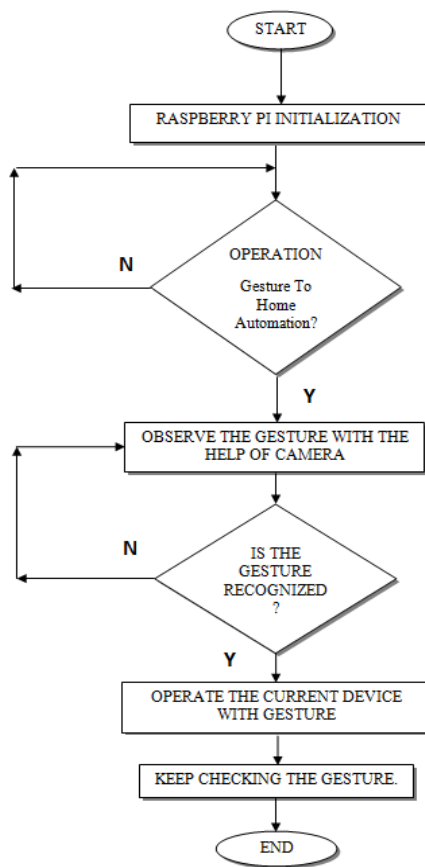 START
RASPBERRY PI INITIALIZATION
OPERATION
Gesture To
Home
Automation?
N
Y
OBSERVE THE GESTURE WITH THE
HELP OF CAMERA
N
IS THE
GESTURE
RECOGNIZED
?
Y
OPERATE THE CURRENT DEVICE
WITH GESTURE
KEEP CHECKING THE GESTURE.
END